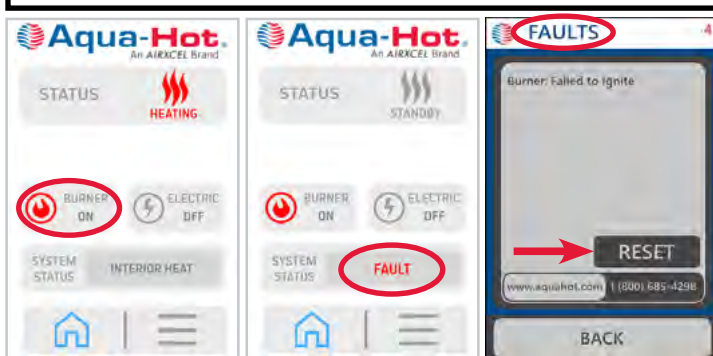 Aqua-Hot.
An AIRXCEL Brand
STATUS
HEATING
BURNER
ON
ELECTRIC
OFF
SYSTEM
STATUS
INTERIOR HEAT
Aqua-Hot.
An AIRXCEL Brand
STATUS
STANDBY
BURNER
ON
ELECTRIC
OFF
SYSTEM
STATUS
FAULT
FAULTS
-4
Burner: Failed to Ignite
RESET
www.aquahot.com 1 (800) 685-4298
BACK